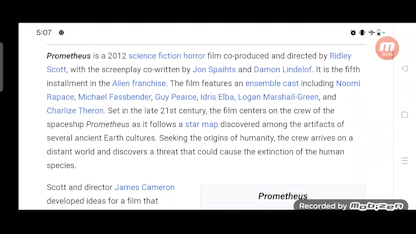 5:07
Prometheus is a 2012 science fiction horror film co-produced and directed by Ridley
Scott, with the screenplay co-written by Jon Spaihts and Damon Lindelof. It is the fifth
installment in the Alien franchise. The film features an ensemble cast including Noomi
Rapace, Michael Fassbender, Guy Pearce, Idris Elba, Logan Marshall-Green, and
Charlize Theron. Set in the late 21st century, the film centers on the crew of the
spaceship Prometheus as it follows a star map discovered among the artifacts of
several ancient Earth cultures. Seeking the origins of humanity, the crew arrives on a
distant world and discovers a threat that could cause the extinction of the human
species.
Scott and director James Cameron
developed ideas for a film that
Prometheus
Recorded by Mobizen